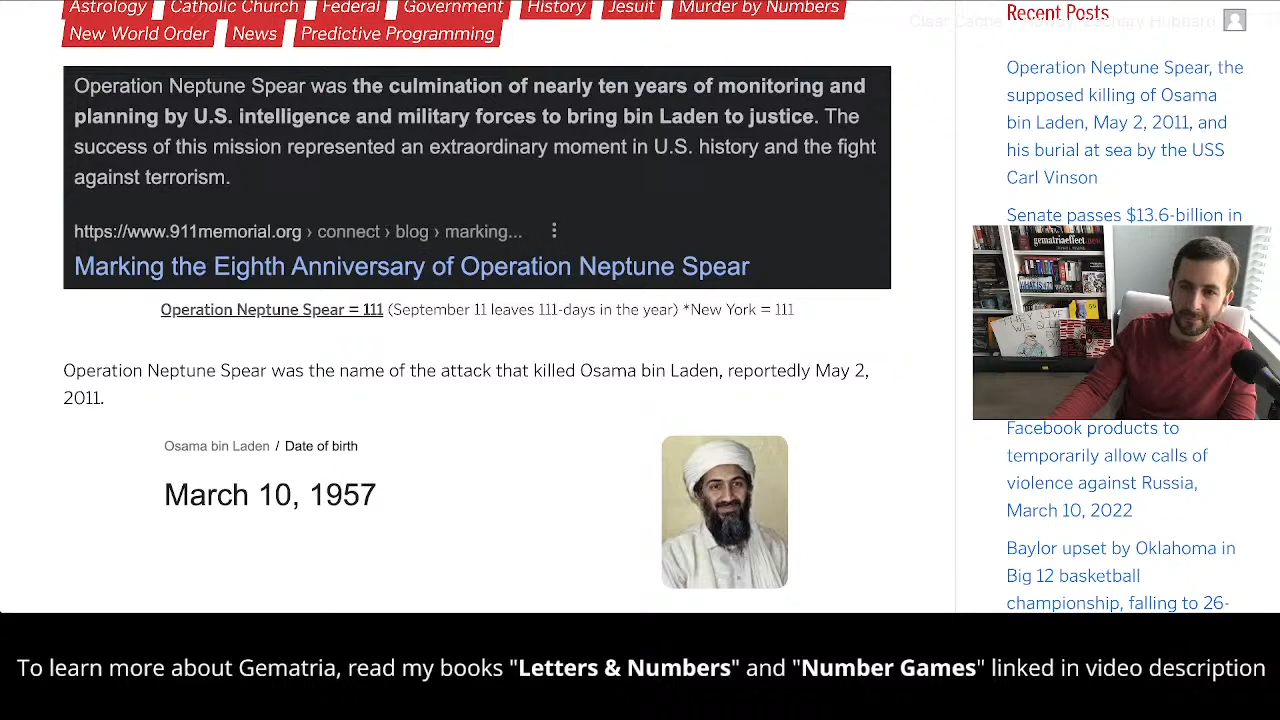 Astrology Catholic Church Federal Government History Jesuit Murder by Numbers
New World Order News Predictive Programming
Operation Neptune Spear was the culmination of nearly ten years of monitoring and
planning by U.S. intelligence and military forces to bring bin Laden to justice. The
success of this mission represented an extraordinary moment in U.S. history and the fight
against terrorism.
https://www.911memorial.org › connect › blog › marking...
Marking the Eighth Anniversary of Operation Neptune Spear
Operation Neptune Spear = 111 (September 11 leaves 111-days in the year) *New York = 111
Operation Neptune Spear was the name of the attack that killed Osama bin Laden, reportedly May 2,
2011.
Osama bin Laden / Date of birth
March 10, 1957
Clear Cache Zachary Hubbard
Recent Posts
Operation Neptune Spear, the
supposed killing of Osama
bin Laden, May 2, 2011, and
his burial at sea by the USS
Carl Vinson
Senate passes $13.6-billion in
gematriaeffect.news
Facebook products to
temporarily allow calls of
violence against Russia,
March 10, 2022
Baylor upset by Oklahoma in
Big 12 basketball
championship, falling to 26-
To learn more about Gematria, read my books "Letters & Numbers" and "Number Games" linked in video description